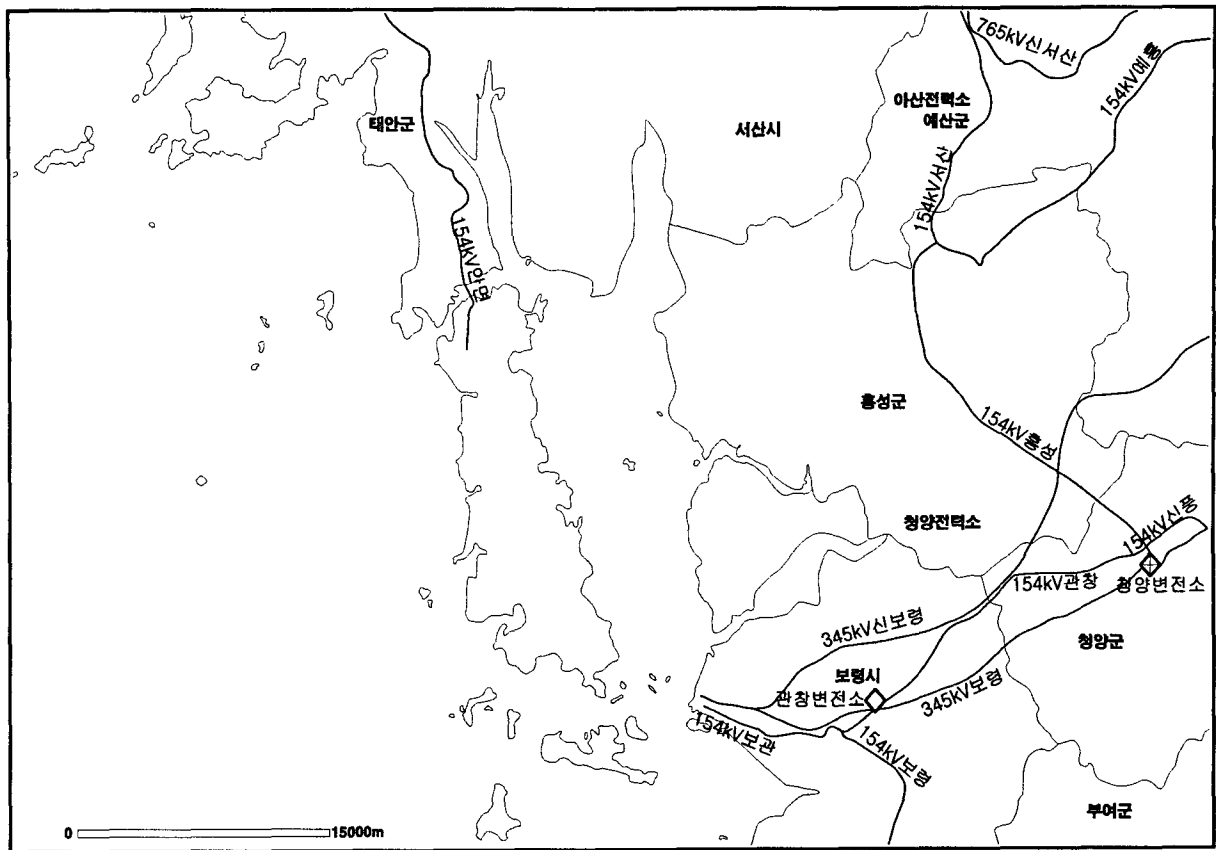 765kV신서산
154kV예홍
아산전력소
예산군
태안군
서산시
154kV서산
154kV안면
홍성군
154kV홍성
청양전력소
154kV신풍
154kV관창
청양변전소
345kV신보령
청양군
보령시
관창변전소
345kV보령
154kV보관
154kV보령
부여군
0
15000m